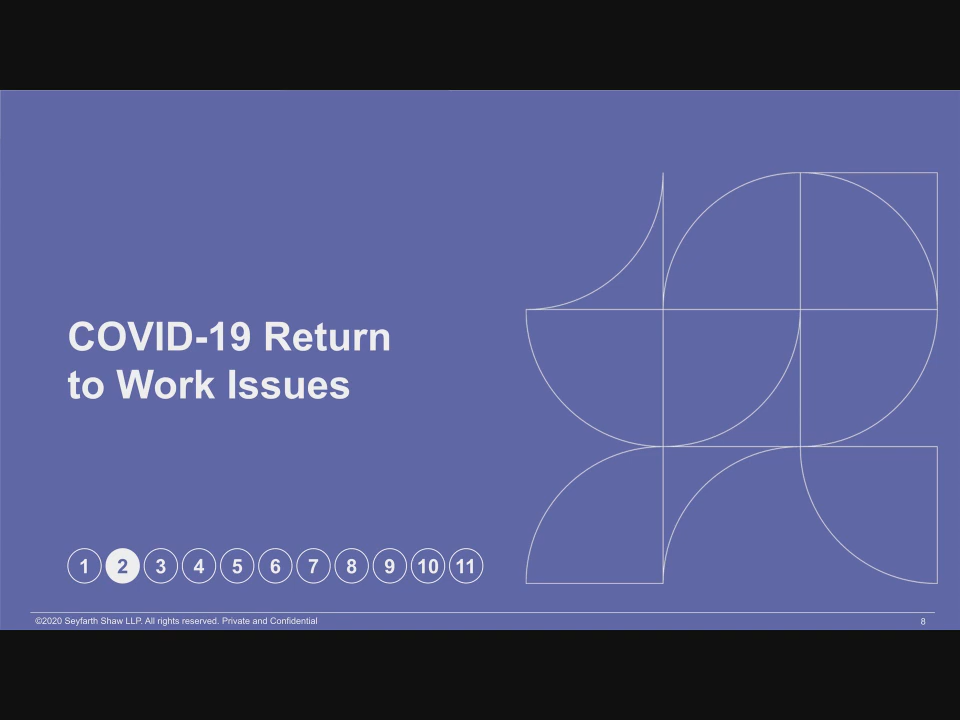 COVID-19 Return
to Work Issues
1 2 3 4 5 6 7 8 9 10 11
©2020 Seyfarth Shaw LLP. All rights reserved. Private and Confidential
8